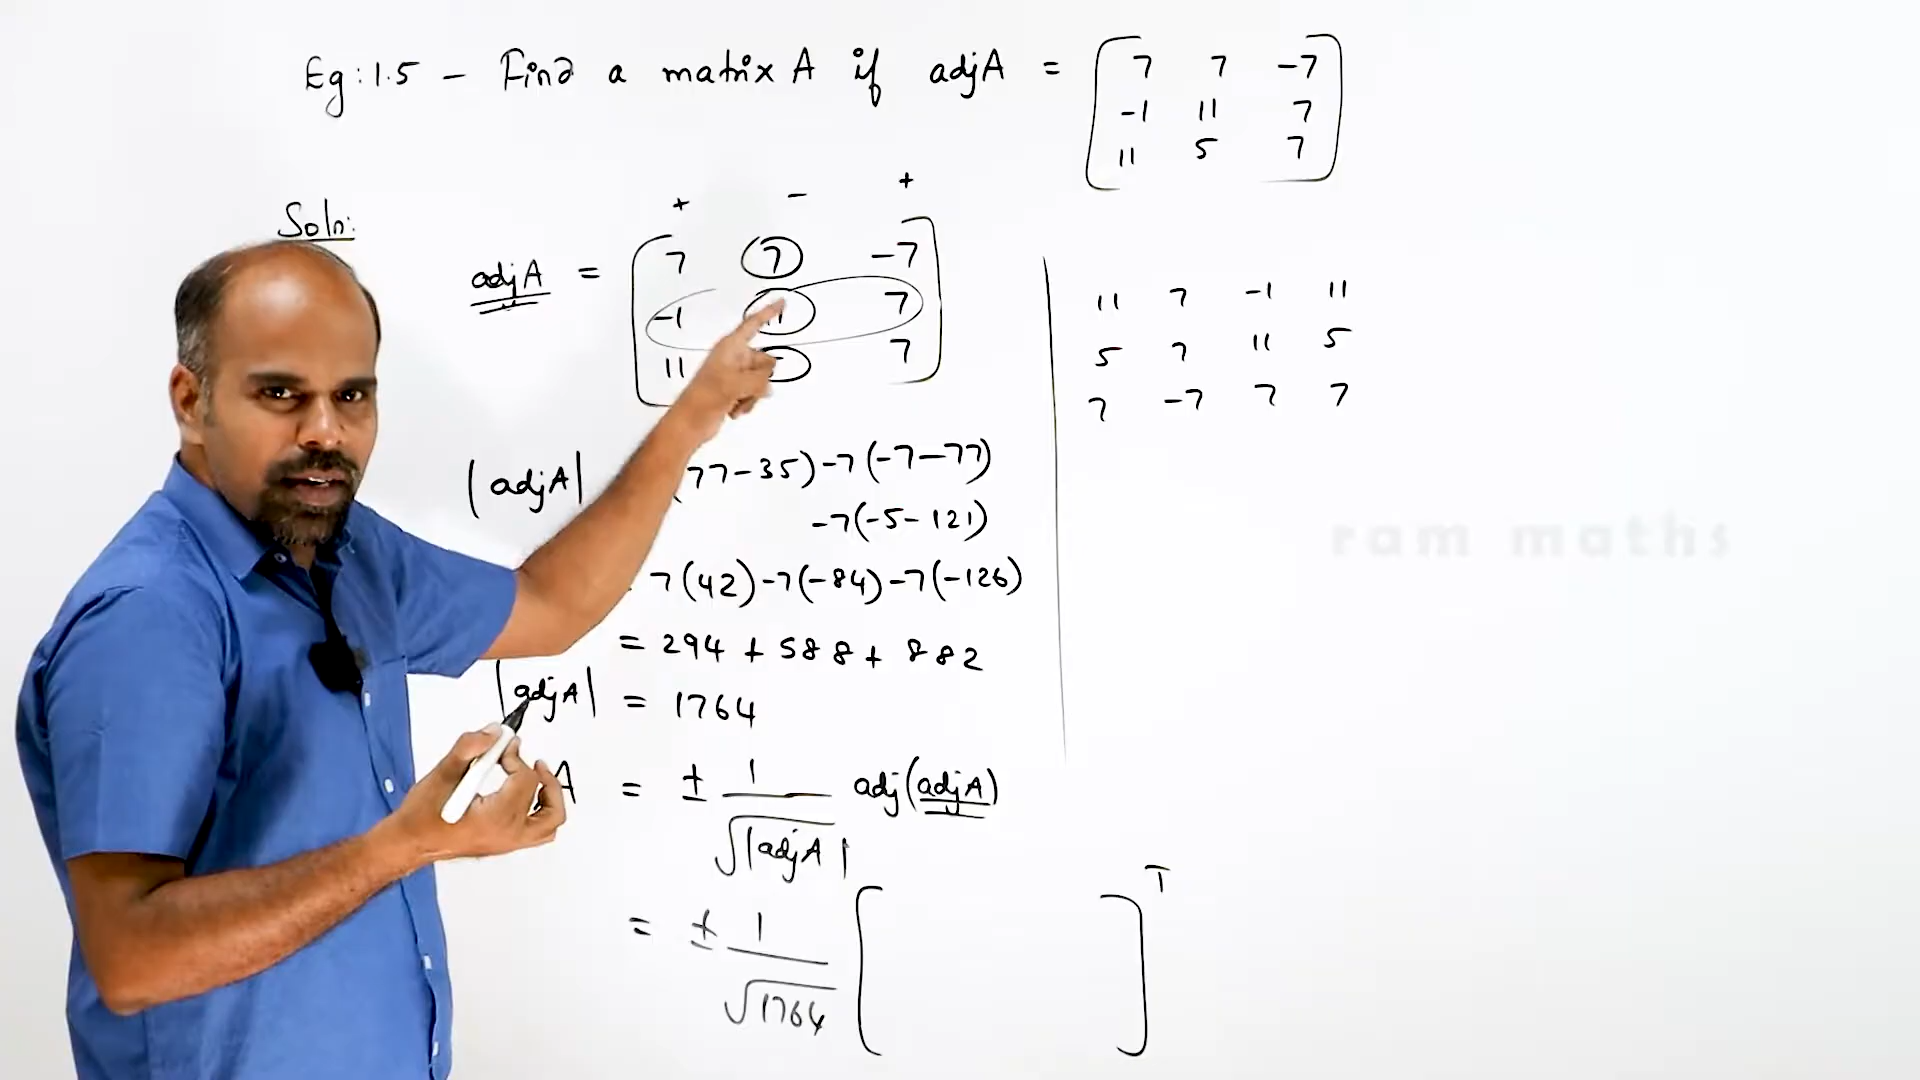 Eg:1.5 - Find a matrix A if adjA = [7 7 -7
-1 11 7
11 5 7]
Soln:
+ - +
adjA = [7 7 -7
-1 11 7
11 7]
|adjA| (77-35)-7(-7-77)
-7(-5-121)
7(42)-7(-84)-7(-126)
= 294 + 588 + 882
|adjA| = 1764
A = ± 1/√|adjA| adj(adjA)
= ± 1/√1764 [ ]ᵀ
11 7 -1 11
5 7 11 5
7 -7 7 7
ram maths